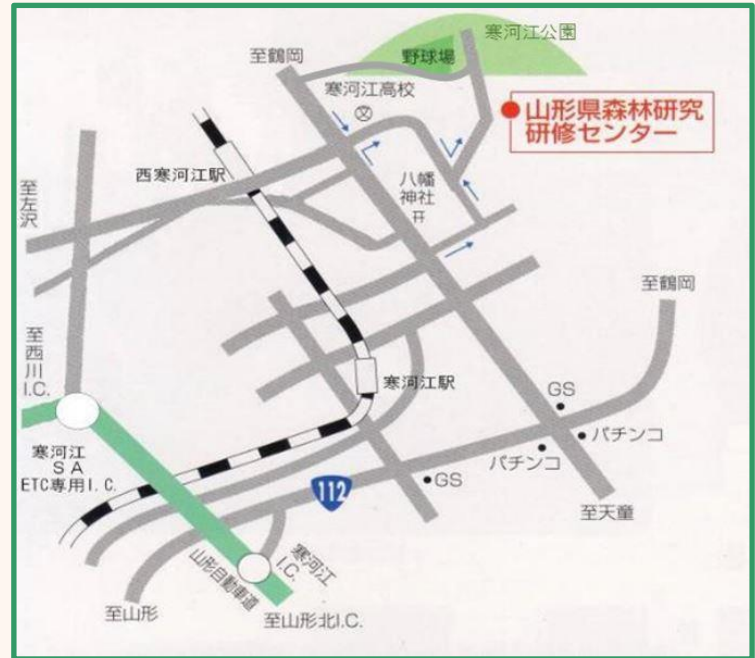 寒河江公園
野球場
至鶴岡
寒河江高校
文
山形県森林研究
研修センター
西寒河江駅
八幡
神社
至左沢
至鶴岡
至西川
I.C.
寒河江駅
GS
パチンコ
パチンコ
寒河江
SA
ETC専用I.C.
GS
112
至天童
寒河江
I.C.
山形自動車道
至山形
至山形北I.C.